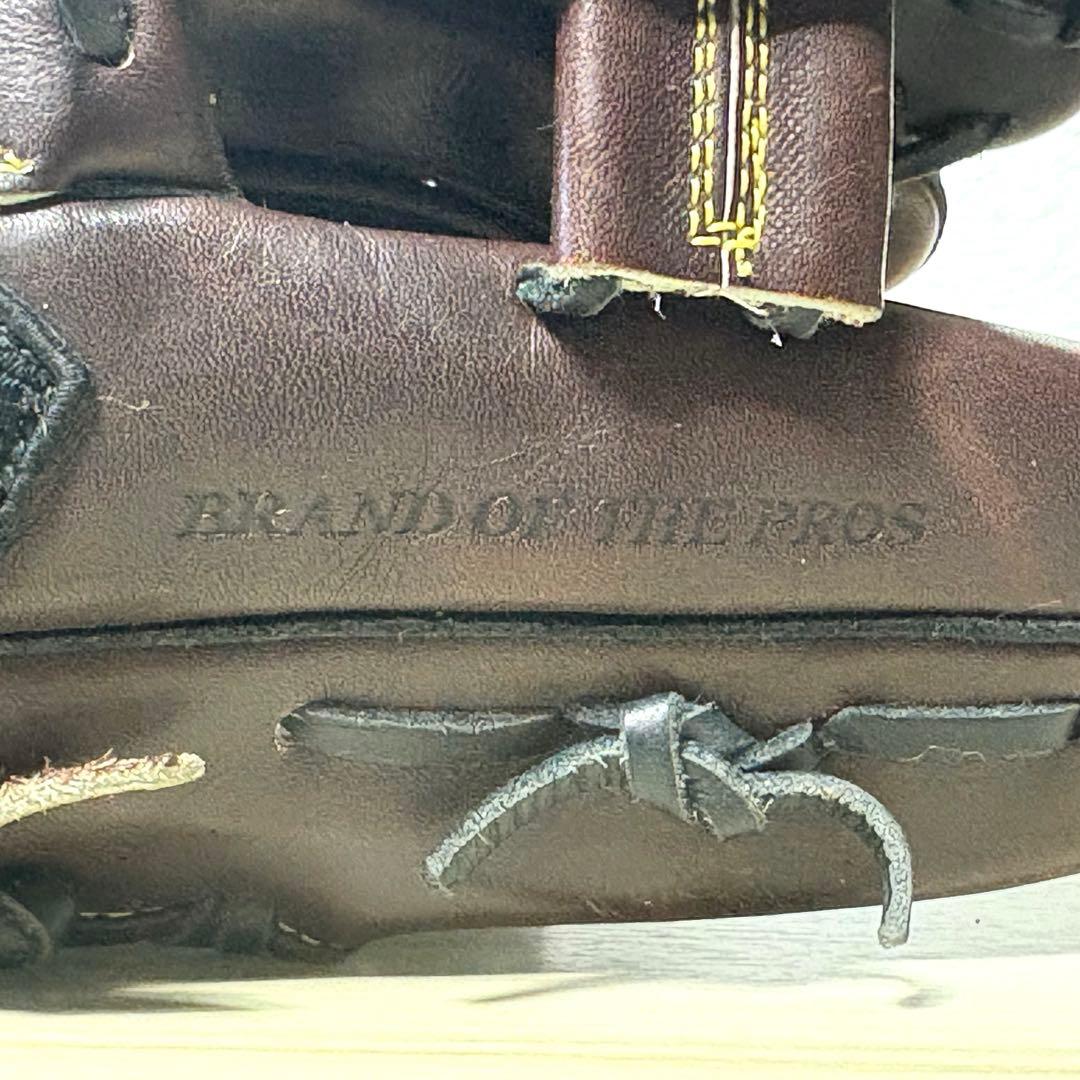 BRAND OF THE PROS